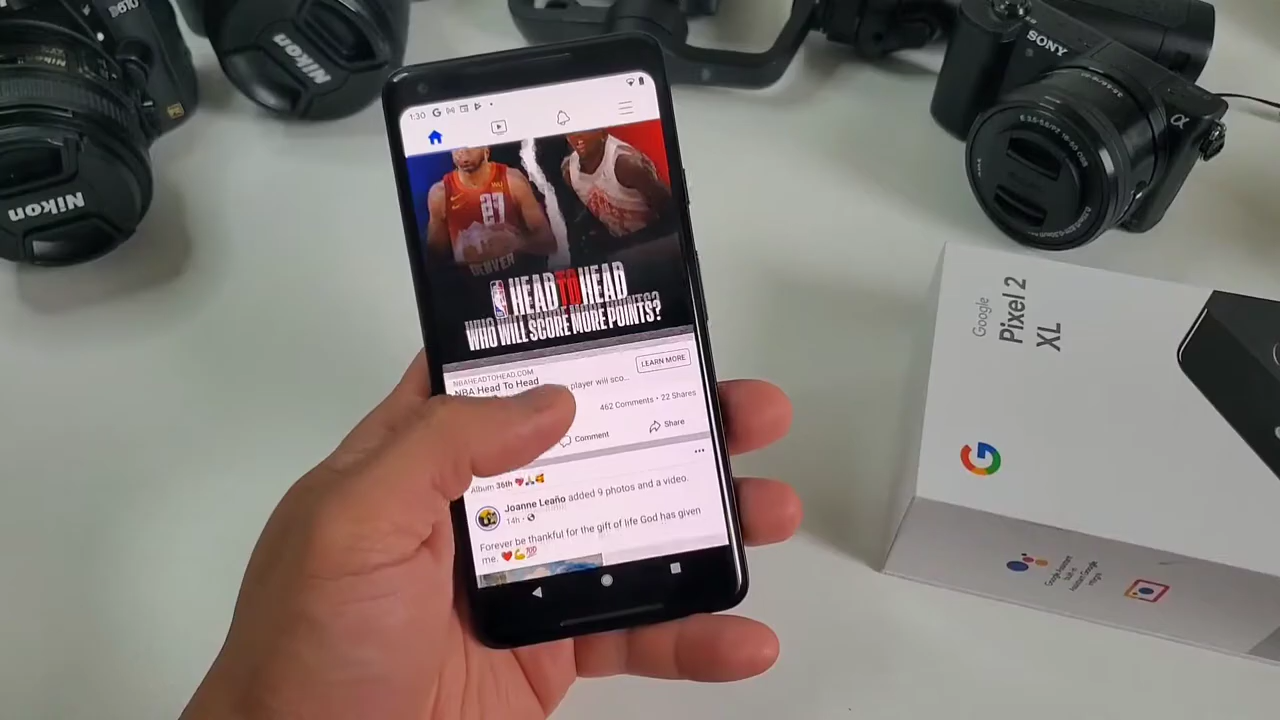 D610
Nikon
Nikon
SONY
α
1:30
27
DENVER
HEAD TO HEAD
WHO WILL SCORE MORE POINTS?
NBAHEADTOHEAD.COM
NBA Head To Head
player will sco...
LEARN MORE
462 Comments • 22 Shares
Comment
Share
Album 36th ❤️🙏🥰
Joanne Leaño added 9 photos and a video.
14h •
Forever be thankful for the gift of life God has given
me. ❤️💪💯
Google
Pixel 2
XL
G